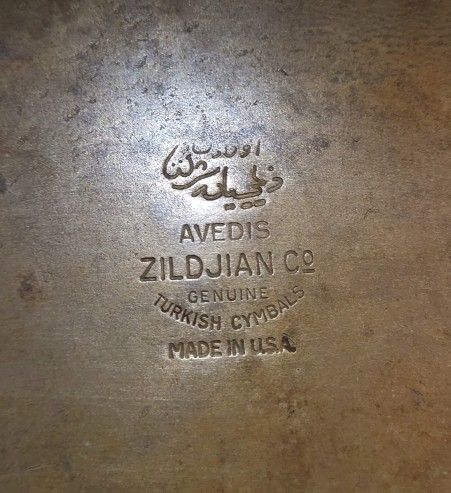 AVEDIS
ZILDJIAN Co
GENUINE
TURKISH CYMBALS
MADE IN U.S.A.